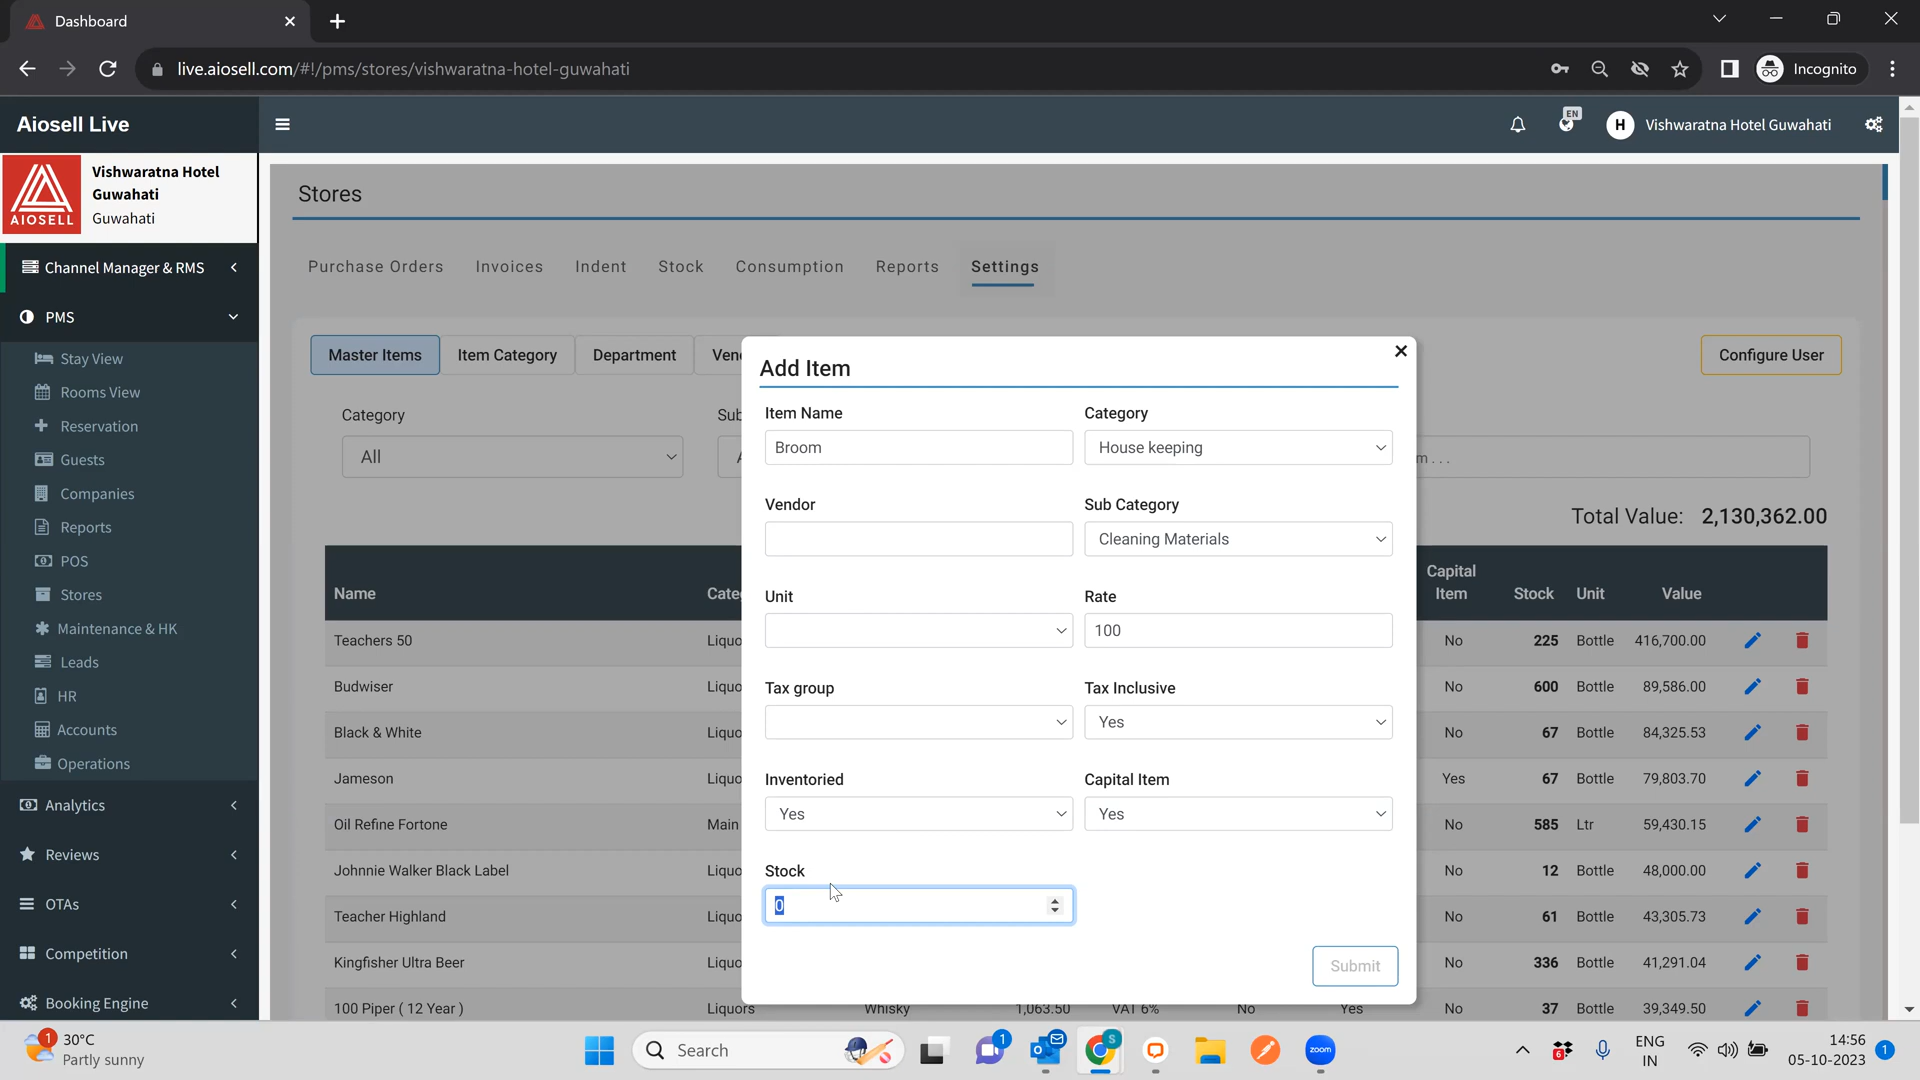 Dashboard
live.aiosell.com/#!/pms/stores/vishwaratna-hotel-guwahati
Incognito
Aiosell Live
EN
H
Vishwaratna Hotel Guwahati
AIOSELL
Vishwaratna Hotel
Guwahati
Guwahati
Channel Manager & RMS
PMS
Stay View
Rooms View
Reservation
Guests
Companies
Reports
POS
Stores
Maintenance & HK
Leads
HR
Accounts
Operations
Analytics
Reviews
OTAs
Competition
Booking Engine
Stores
Purchase Orders Invoices Indent Stock Consumption Reports Settings
Master Items Item Category Department Configure User
Category
All
Total Value: 2,130,362.00
Name Capital Item Stock Unit Value
Teachers 50 No 225 Bottle 416,700.00
Budwiser No 600 Bottle 89,586.00
Black & White No 67 Bottle 84,325.53
Jameson Yes 67 Bottle 79,803.70
Oil Refine Fortone Main No 585 Ltr 59,430.15
Johnnie Walker Black Label No 12 Bottle 48,000.00
Teacher Highland No 61 Bottle 43,305.73
Kingfisher Ultra Beer No 336 Bottle 41,291.04
100 Piper ( 12 Year ) Liquors Whisky 1,063.50 VAT 6% No Yes No 37 Bottle 39,349.50
Add Item
Item Name Category
Broom House keeping
Vendor Sub Category
Cleaning Materials
Unit Rate
100
Tax group Tax Inclusive
Yes
Inventoried Capital Item
Yes Yes
Stock
0
Submit
1
30°C
Partly sunny
Search
1
S
zoom
6
ENG
IN
14:56
05-10-2023
1